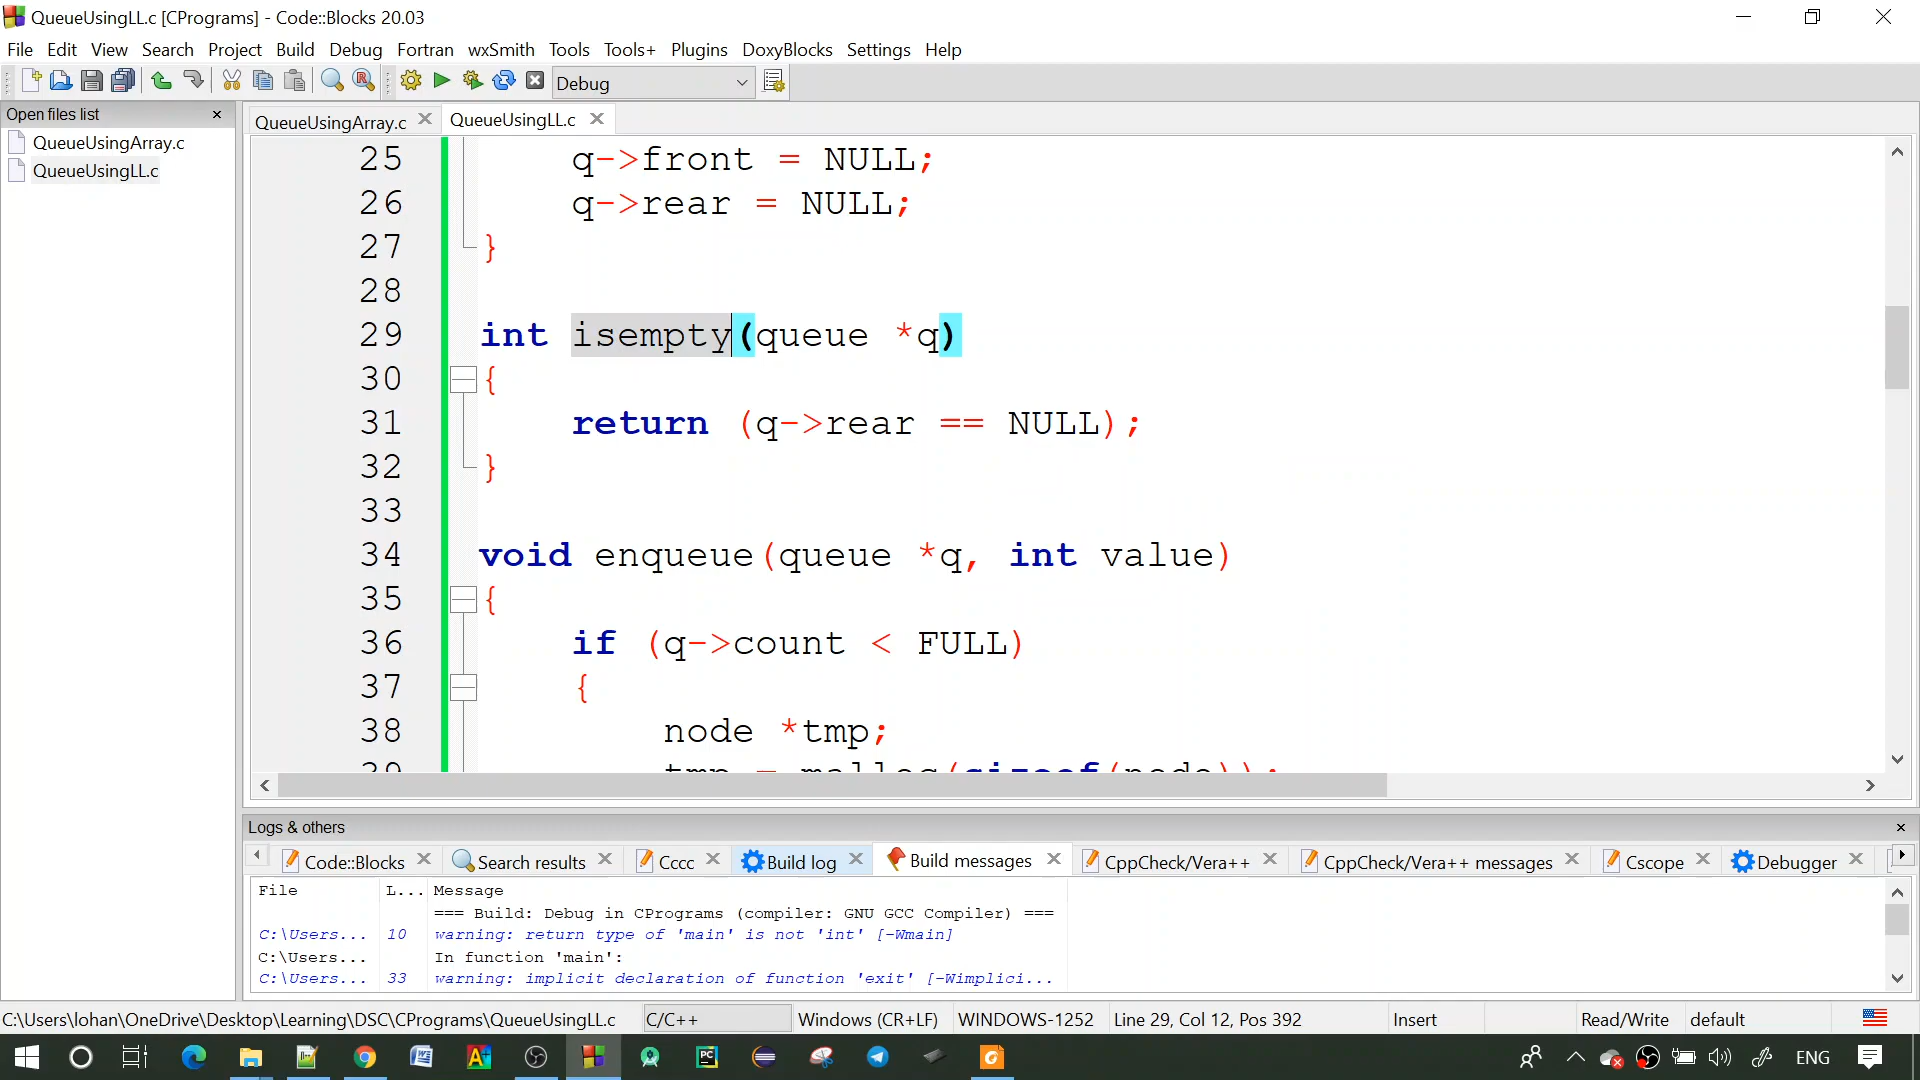 QueueUsingLL.c [CPrograms] - Code::Blocks 20.03
File Edit View Search Project Build Debug Fortran wxSmith Tools Tools+ Plugins DoxyBlocks Settings Help
Debug
Open files list
QueueUsingArray.c
QueueUsingLL.c
QueueUsingArray.c QueueUsingLL.c
25 q->front = NULL;
26 q->rear = NULL;
27 }
28
29 int isempty(queue *q)
30 {
31 return (q->rear == NULL);
32 }
33
34 void enqueue(queue *q, int value)
35 {
36 if (q->count < FULL)
37 {
38 node *tmp;
39 tmp = malloc(sizeof(node));
Logs & others
Code::Blocks Search results Cccc Build log Build messages CppCheck/Vera++ CppCheck/Vera++ messages Cscope Debugger
File L... Message
=== Build: Debug in CPrograms (compiler: GNU GCC Compiler) ===
C:\Users... 10 warning: return type of 'main' is not 'int' [-Wmain]
C:\Users... In function 'main':
C:\Users... 33 warning: implicit declaration of function 'exit' [-Wimplici...
C:\Users\lohan\OneDrive\Desktop\Learning\DSC\CPrograms\QueueUsingLL.c C/C++ Windows (CR+LF) WINDOWS-1252 Line 29, Col 12, Pos 392 Insert Read/Write default
ENG